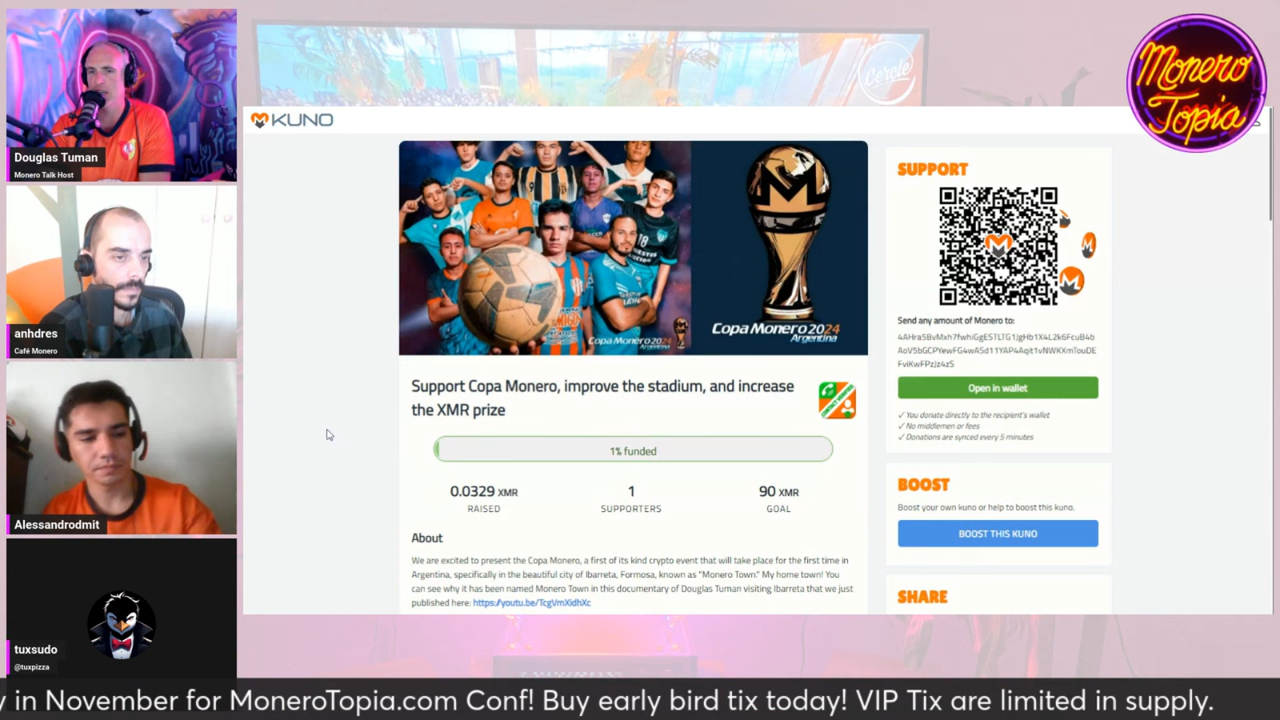 Douglas Tuman
Monero Talk Host
anhdres
Café Monero
Alessandrodmit
tuxsudo
@tuxpizza
Cercle
Monero
Topia
KUNO
Copa Monero 2024
Argentina
Copa Monero 2024
Argentina
Support Copa Monero, improve the stadium, and increase
the XMR prize
1% funded
0.0329 XMR
RAISED
1
SUPPORTERS
90 XMR
GOAL
About
We are excited to present the Copa Monero, a first of its kind crypto event that will take place for the first time in
Argentina, specifically in the beautiful city of Ibarreta, Formosa, known as "Monero Town." My home town! You
can see why it has been named Monero Town in this documentary of Douglas Tuman visiting Ibarreta that we just
published here: https://youtu.be/TcgVmXidhXc
SUPPORT
Send any amount of Monero to:
Open in wallet
✓ You donate directly to the recipient's wallet
✓ No middlemen or fees
✓ Donations are synced every 5 minutes
BOOST
Boost your own kuno or help to boost this kuno.
BOOST THIS KUNO
SHARE
y in November for MoneroTopia.com Conf! Buy early bird tix today! VIP Tix are limited in supply.